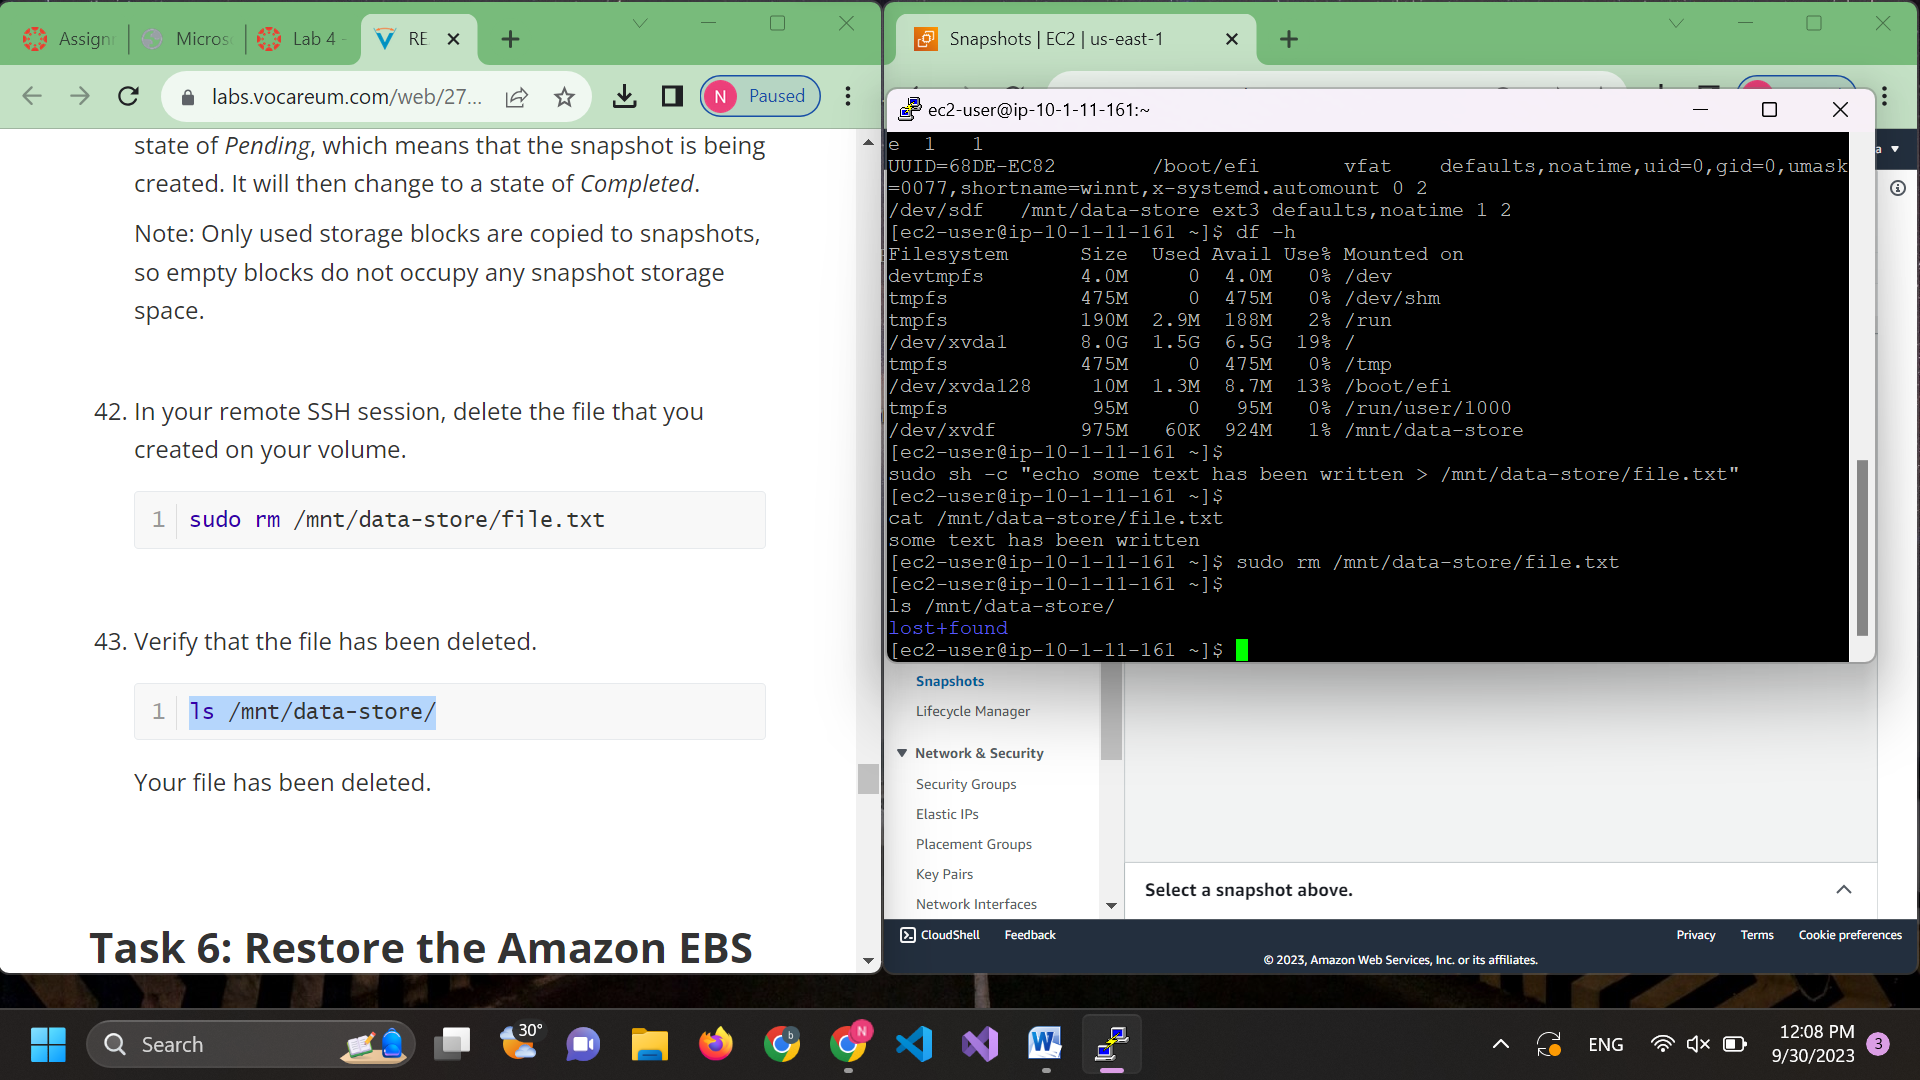 Assignr
Micros
Lab 4 -
RE
labs.vocareum.com/web/27...
N
Paused
state of Pending, which means that the snapshot is being
created. It will then change to a state of Completed.
Note: Only used storage blocks are copied to snapshots,
so empty blocks do not occupy any snapshot storage
space.
42. In your remote SSH session, delete the file that you
created on your volume.
1 sudo rm /mnt/data-store/file.txt
43. Verify that the file has been deleted.
1 ls /mnt/data-store/
Your file has been deleted.
Task 6: Restore the Amazon EBS
Snapshots | EC2 | us-east-1
ec2-user@ip-10-1-11-161:~
e  1   1
UUID=68DE-EC82        /boot/efi       vfat    defaults,noatime,uid=0,gid=0,umask
=0077,shortname=winnt,x-systemd.automount 0 2
/dev/sdf   /mnt/data-store ext3 defaults,noatime 1 2
[ec2-user@ip-10-1-11-161 ~]$ df -h
Filesystem      Size  Used Avail Use% Mounted on
devtmpfs        4.0M     0  4.0M   0% /dev
tmpfs           475M     0  475M   0% /dev/shm
tmpfs           190M  2.9M  188M   2% /run
/dev/xvda1      8.0G  1.5G  6.5G  19% /
tmpfs           475M     0  475M   0% /tmp
/dev/xvda128     10M  1.3M  8.7M  13% /boot/efi
tmpfs            95M     0   95M   0% /run/user/1000
/dev/xvdf       975M   60K  924M   1% /mnt/data-store
[ec2-user@ip-10-1-11-161 ~]$
sudo sh -c "echo some text has been written > /mnt/data-store/file.txt"
[ec2-user@ip-10-1-11-161 ~]$
cat /mnt/data-store/file.txt
some text has been written
[ec2-user@ip-10-1-11-161 ~]$ sudo rm /mnt/data-store/file.txt
[ec2-user@ip-10-1-11-161 ~]$
ls /mnt/data-store/
lost+found
[ec2-user@ip-10-1-11-161 ~]$
a
Snapshots
Lifecycle Manager
Network & Security
Security Groups
Elastic IPs
Placement Groups
Key Pairs
Network Interfaces
Select a snapshot above.
CloudShell
Feedback
Privacy
Terms
Cookie preferences
© 2023, Amazon Web Services, Inc. or its affiliates.
Search
30°
b
N
ENG
12:08 PM
9/30/2023
3